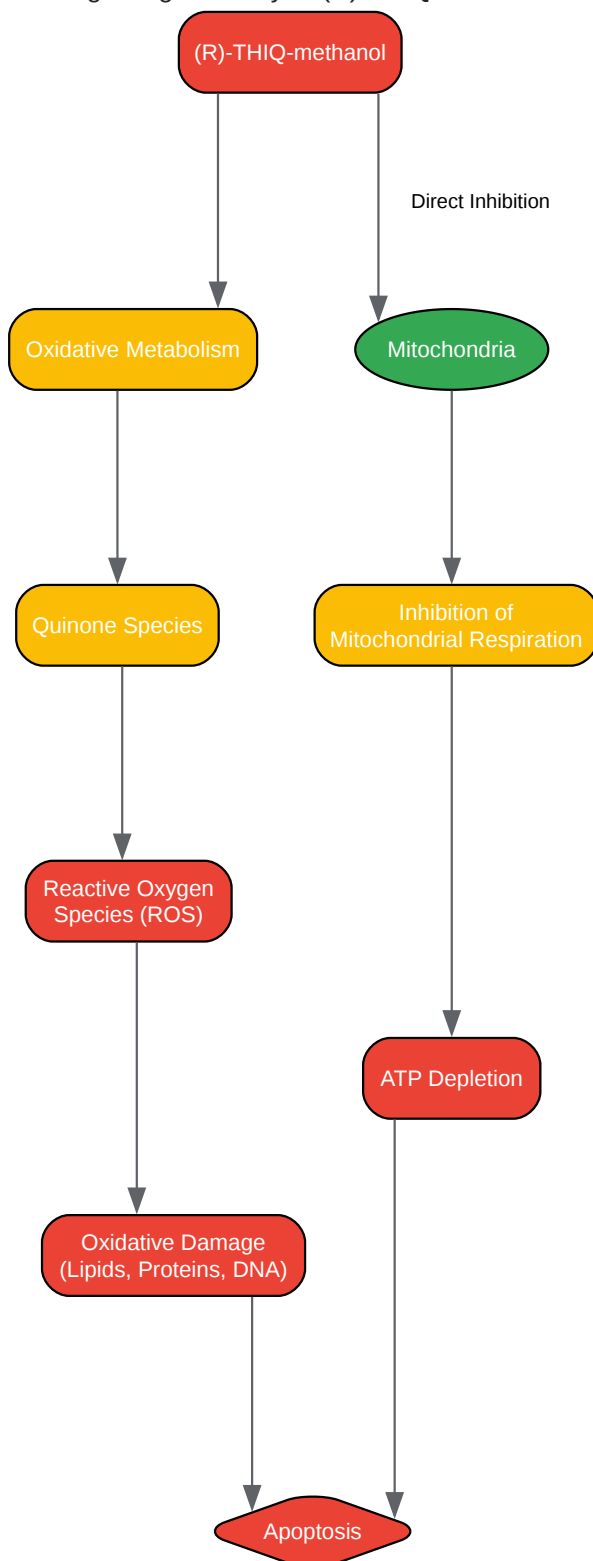 (R)-THIQ-methanol
Direct Inhibition
Oxidative Metabolism
Mitochondria
Quinone Species
Inhibition of
Mitochondrial Respiration
Reactive Oxygen
Species (ROS)
ATP Depletion
Oxidative Damage
(Lipids, Proteins, DNA)
Apoptosis